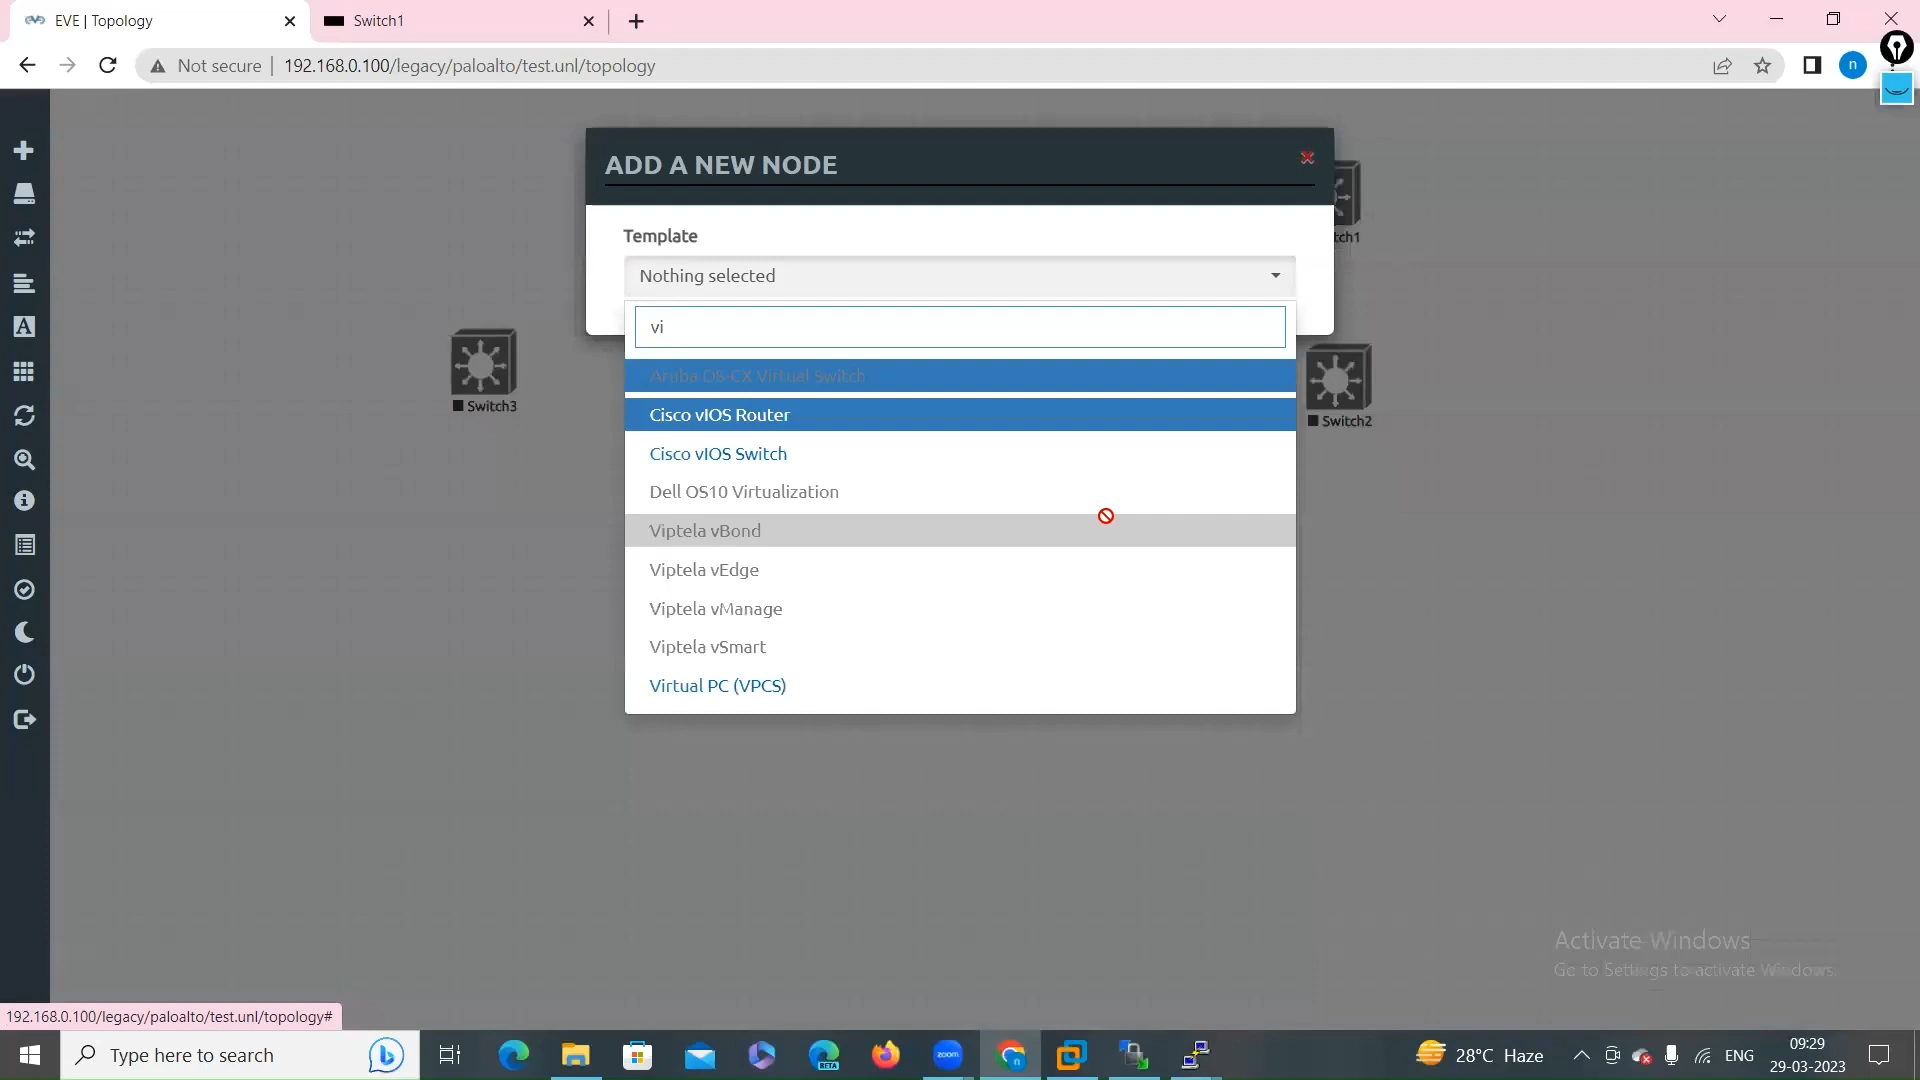 EVE | Topology
Switch1
Not secure
192.168.0.100/legacy/paloalto/test.unl/topology
n
ADD A NEW NODE
Template
Nothing selected
vi
Aruba OS-CX Virtual Switch
Cisco vIOS Router
Cisco vIOS Switch
Dell OS10 Virtualization
Viptela vBond
Viptela vEdge
Viptela vManage
Viptela vSmart
Virtual PC (VPCS)
tch1
Switch3
Switch2
Activate Windows
Go to Settings to activate Windows.
192.168.0.100/legacy/paloalto/test.unl/topology#
Type here to search
BETA
zoom
28°C Haze
ENG
09:29
29-03-2023